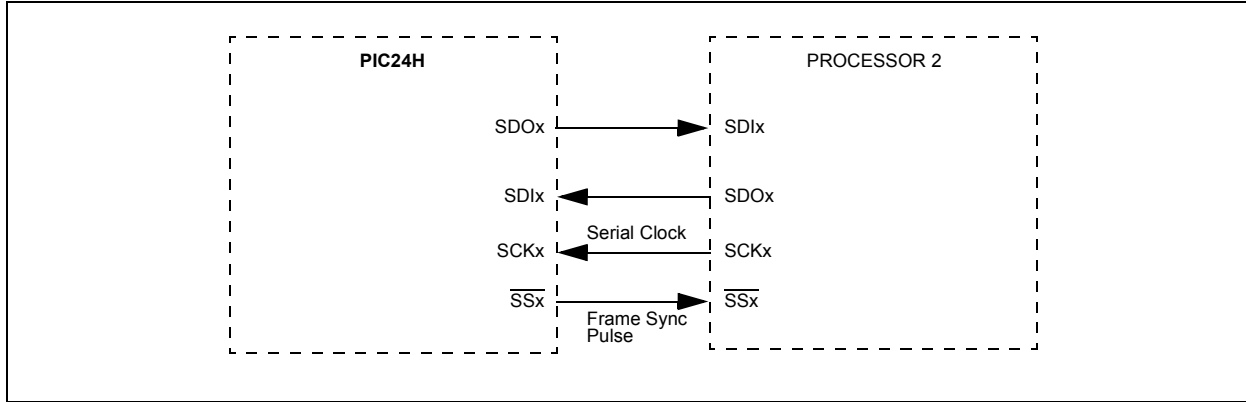 PIC24H
PROCESSOR 2
SDOx
SDIx
SDIx
SDOx
Serial Clock
SCKx
SCKx
SSx
SSx
Frame Sync
Pulse